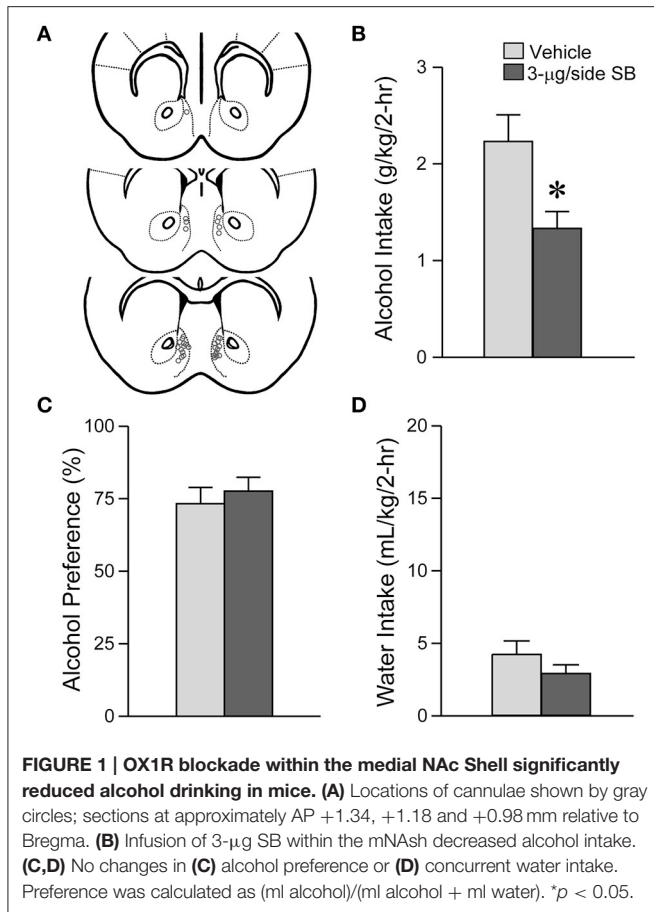 A
B
Vehicle
3-μg/side SB
Alcohol Intake (g/kg/2-hr)
3
2
1
0
*
C
Alcohol Preference (%)
100
75
50
25
0
D
Water Intake (mL/kg/2-hr)
20
15
10
5
0
FIGURE 1 | OX1R blockade within the medial NAc Shell significantly
reduced alcohol drinking in mice. (A) Locations of cannulae shown by gray
circles; sections at approximately AP +1.34, +1.18 and +0.98 mm relative to
Bregma. (B) Infusion of 3-μg SB within the mNAsh decreased alcohol intake.
(C,D) No changes in (C) alcohol preference or (D) concurrent water intake.
Preference was calculated as (ml alcohol)/(ml alcohol + ml water). *p < 0.05.